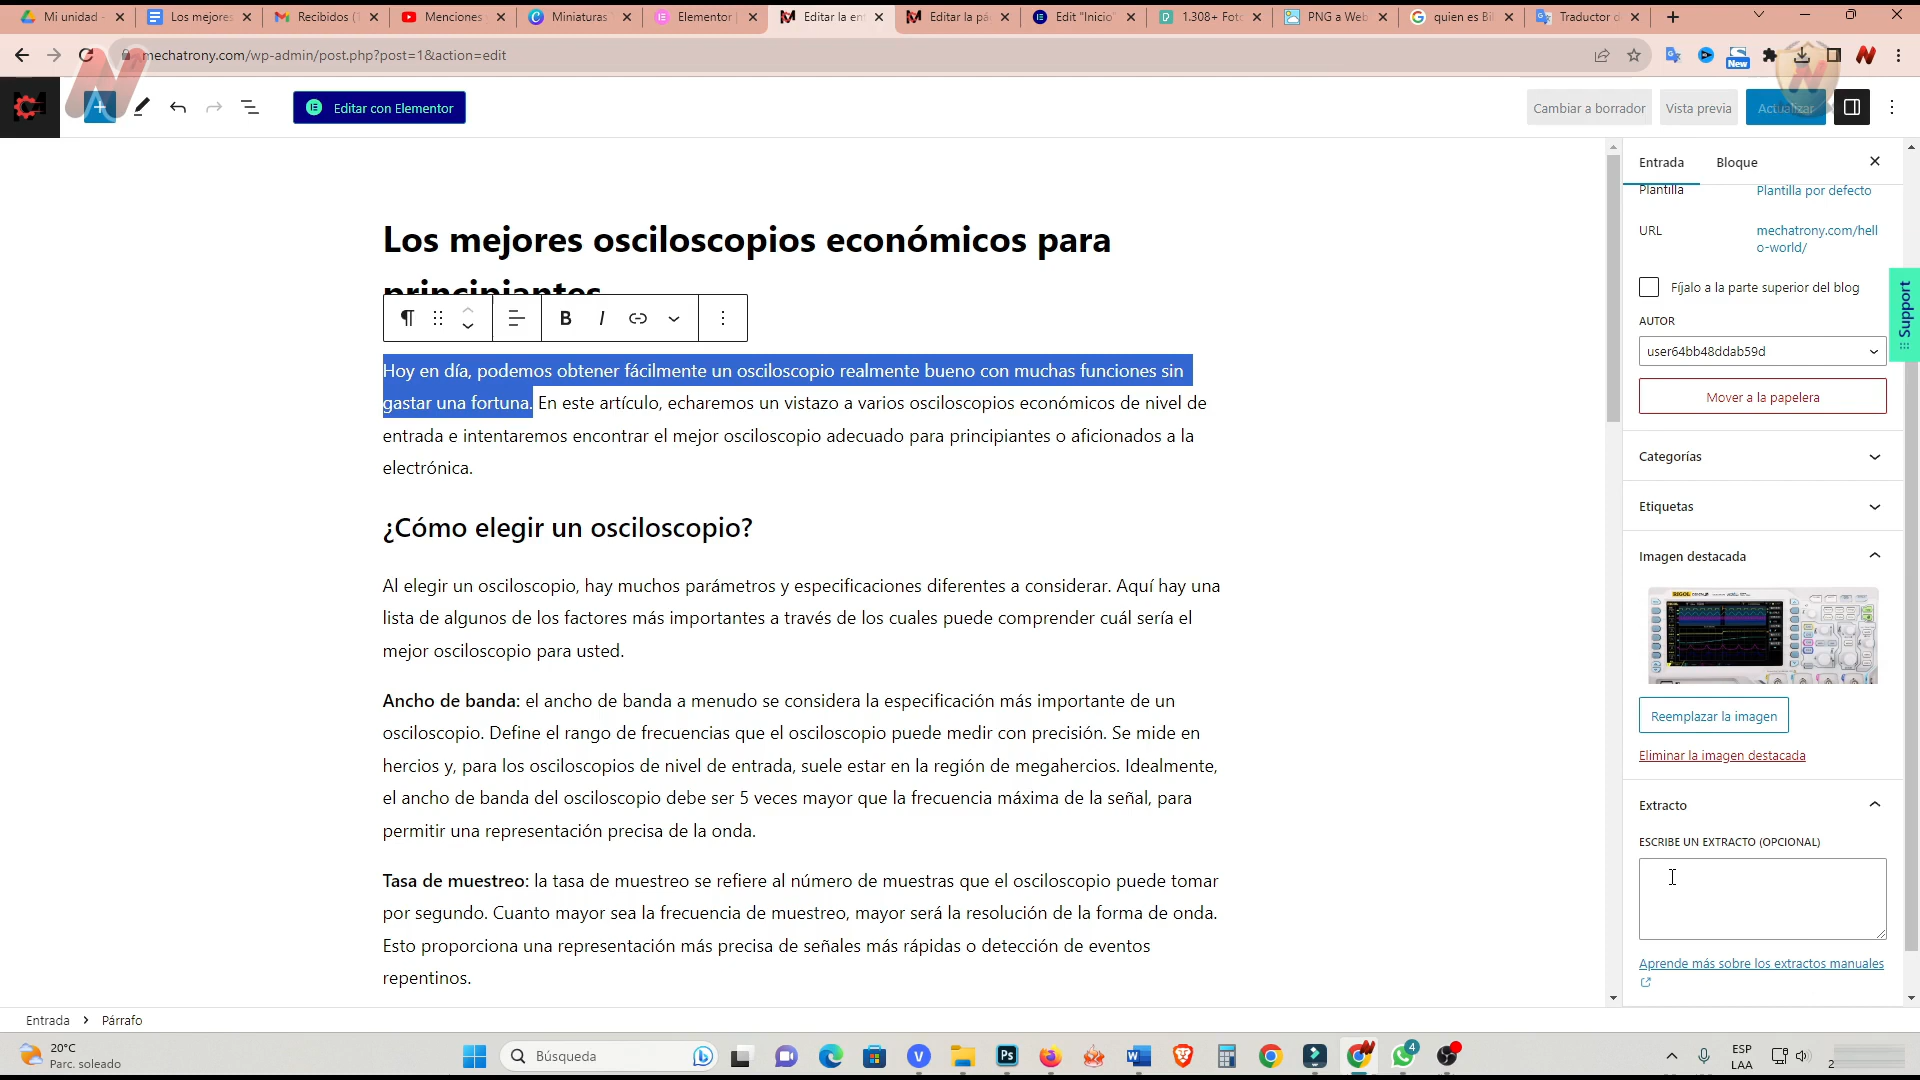 Mi unidad -
Los mejores
Recibidos (
Menciones
Miniaturas
Elementor |
Editar la en
Editar la pá
Edit "Inicio"
1.308+ Fot
PNG a Web
quien es Bi
Traductor d
mechatrony.com/wp-admin/post.php?post=1&action=edit
New
Editar con Elementor
Cambiar a borrador
Vista previa
Actualizar
Entrada
Bloque
Plantilla
Plantilla por defecto
URL
mechatrony.com/hell
o-world/
Fíjalo a la parte superior del blog
Support
AUTOR
user64bb48ddab59d
Mover a la papelera
Categorías
Etiquetas
Imagen destacada
RIGOL
Reemplazar la imagen
Eliminar la imagen destacada
Extracto
ESCRIBE UN EXTRACTO (OPCIONAL)
Aprende más sobre los extractos manuales
Los mejores osciloscopios económicos para
principiantes
B I
Hoy en día, podemos obtener fácilmente un osciloscopio realmente bueno con muchas funciones sin
gastar una fortuna. En este artículo, echaremos un vistazo a varios osciloscopios económicos de nivel de
entrada e intentaremos encontrar el mejor osciloscopio adecuado para principiantes o aficionados a la
electrónica.
¿Cómo elegir un osciloscopio?
Al elegir un osciloscopio, hay muchos parámetros y especificaciones diferentes a considerar. Aquí hay una
lista de algunos de los factores más importantes a través de los cuales puede comprender cuál sería el
mejor osciloscopio para usted.
Ancho de banda: el ancho de banda a menudo se considera la especificación más importante de un
osciloscopio. Define el rango de frecuencias que el osciloscopio puede medir con precisión. Se mide en
hercios y, para los osciloscopios de nivel de entrada, suele estar en la región de megahercios. Idealmente,
el ancho de banda del osciloscopio debe ser 5 veces mayor que la frecuencia máxima de la señal, para
permitir una representación precisa de la onda.
Tasa de muestreo: la tasa de muestreo se refiere al número de muestras que el osciloscopio puede tomar
por segundo. Cuanto mayor sea la frecuencia de muestreo, mayor será la resolución de la forma de onda.
Esto proporciona una representación más precisa de señales más rápidas o detección de eventos
repentinos.
Entrada > Párrafo
20°C
Parc. soleado
Búsqueda
Ps
4
ESP
LAA
2